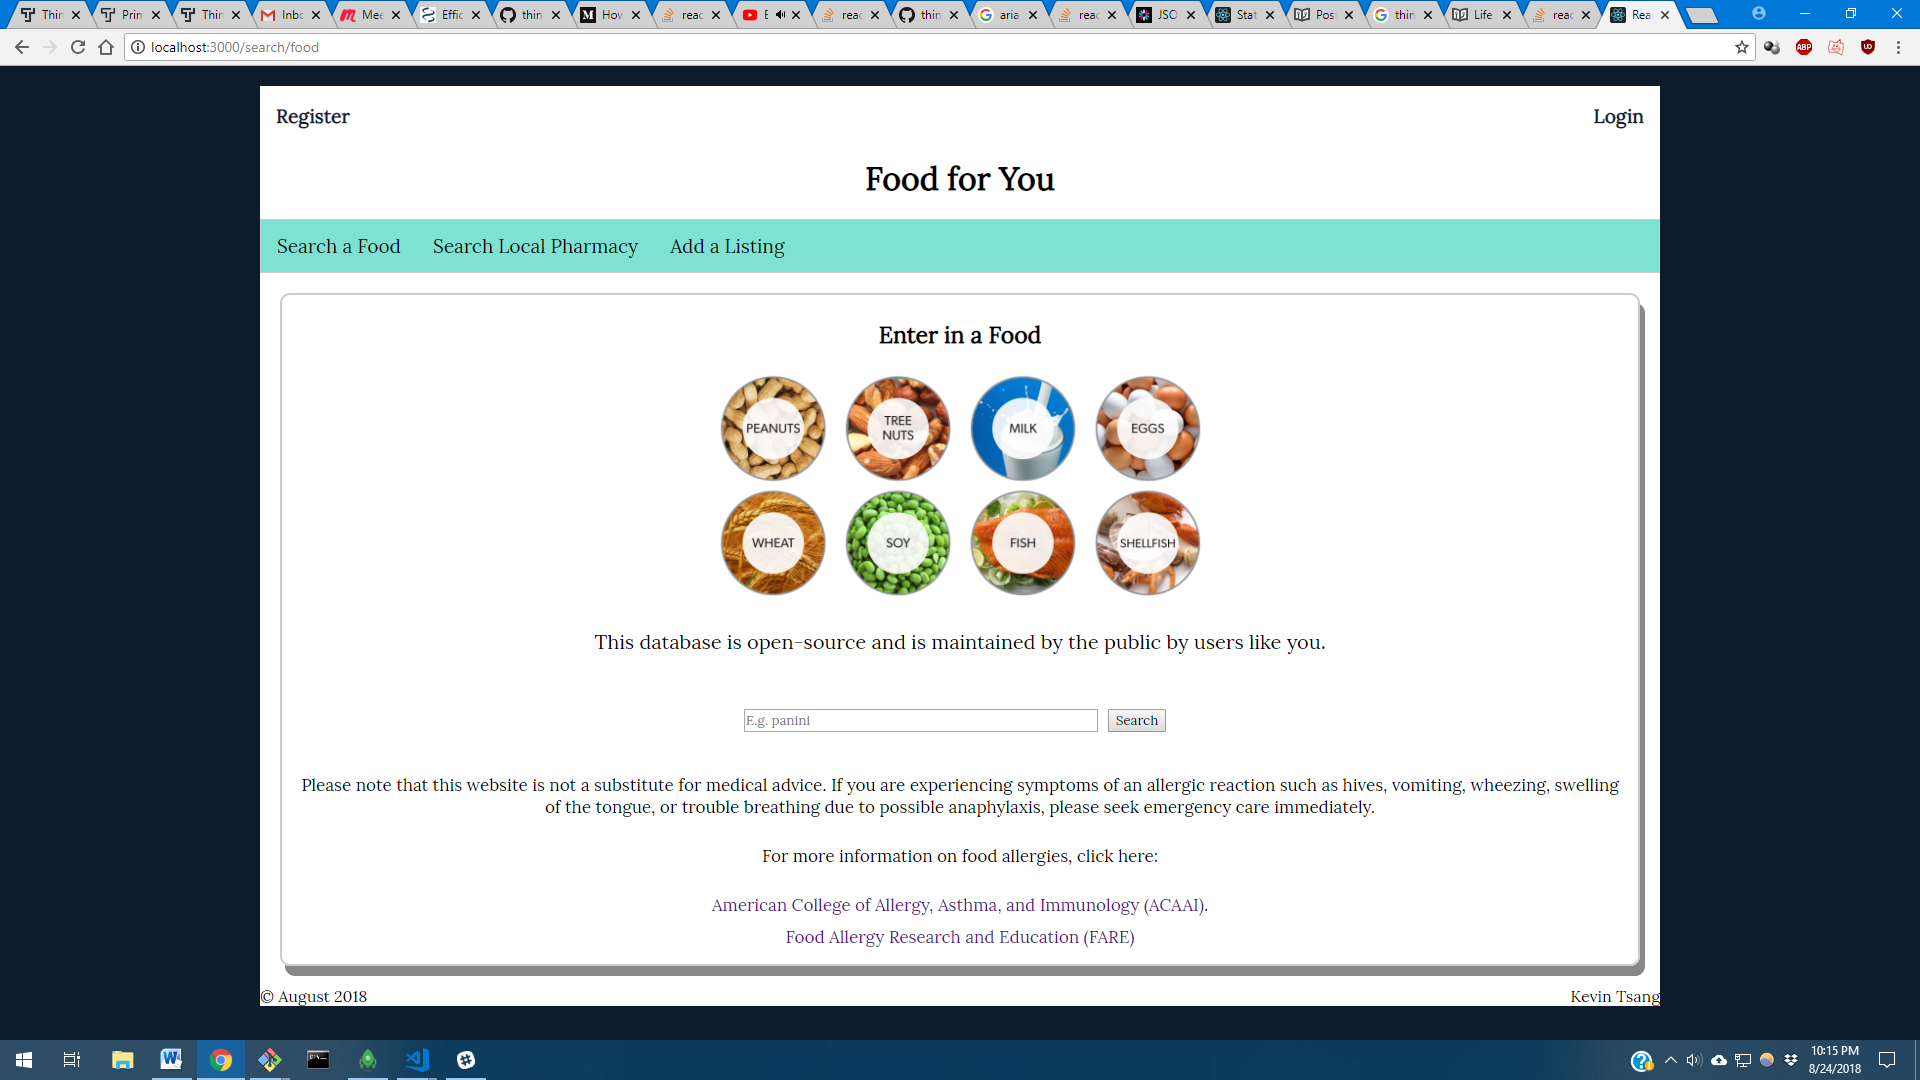 Thin
Prim
Thin
Inbo
Mee
Effic
thin
How
reac
E
reac
thin
aria
reac
JSO
Stat
Post
thin
Life
reac
Rea
localhost:3000/search/food
ABP
Register
Login
Food for You
Search a Food
Search Local Pharmacy
Add a Listing
Enter in a Food
PEANUTS
TREE
NUTS
MILK
EGGS
WHEAT
SOY
FISH
SHELLFISH
This database is open-source and is maintained by the public by users like you.
E.g. panini
Search
Please note that this website is not a substitute for medical advice. If you are experiencing symptoms of an allergic reaction such as hives, vomiting, wheezing, swelling
of the tongue, or trouble breathing due to possible anaphylaxis, please seek emergency care immediately.
For more information on food allergies, click here:
American College of Allergy, Asthma, and Immunology (ACAAI).
Food Allergy Research and Education (FARE)
© August 2018
Kevin Tsang
10:15 PM
8/24/2018